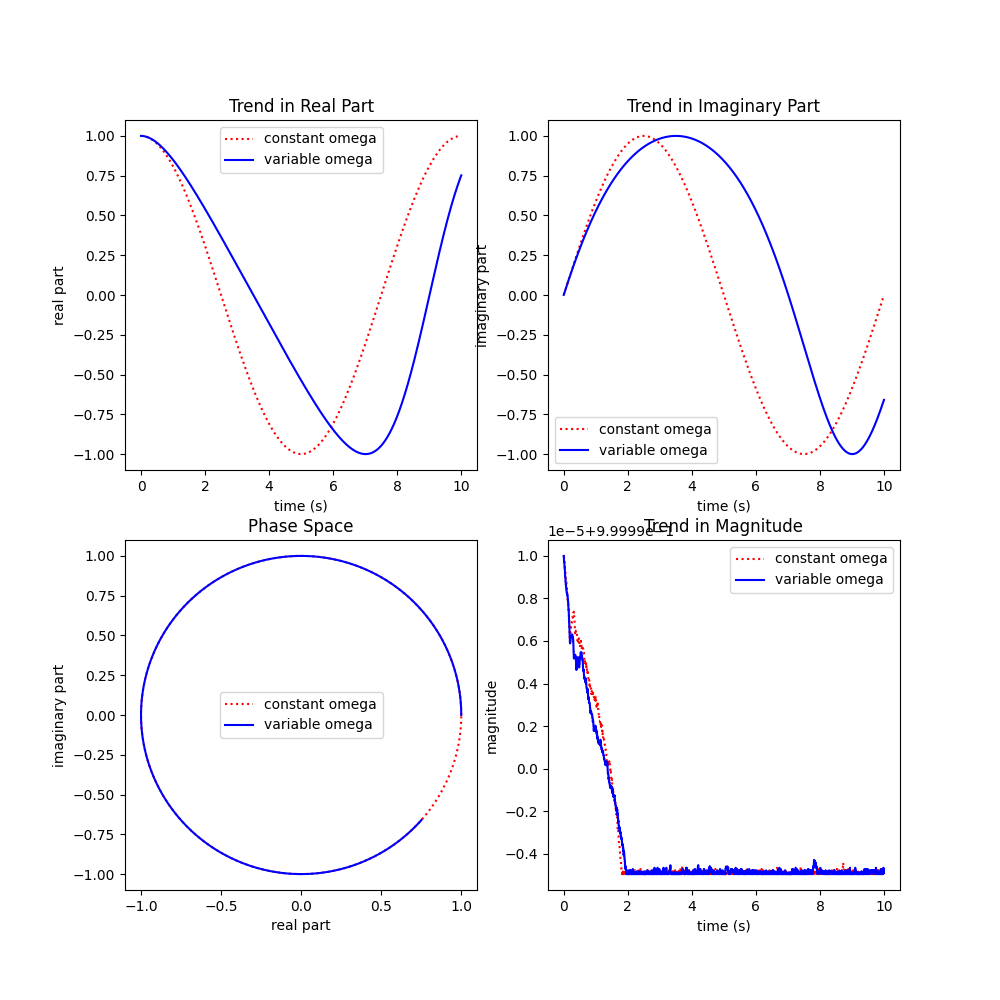 Trend in Real Part
1.00
0.75
0.50
0.25
0.00
−0.25
−0.50
−0.75
−1.00
real part
constant omega
variable omega
0 2 4 6 8 10
time (s)
Trend in Imaginary Part
1.00
0.75
0.50
0.25
0.00
−0.25
−0.50
−0.75
−1.00
imaginary part
constant omega
variable omega
0 2 4 6 8 10
time (s)
Phase Space
1.00
0.75
0.50
0.25
0.00
−0.25
−0.50
−0.75
−1.00
imaginary part
constant omega
variable omega
−1.0 −0.5 0.0 0.5 1.0
real part
Trend in Magnitude
1e−5+9.9999e−1
1.0
0.8
0.6
0.4
0.2
0.0
−0.2
−0.4
magnitude
constant omega
variable omega
0 2 4 6 8 10
time (s)